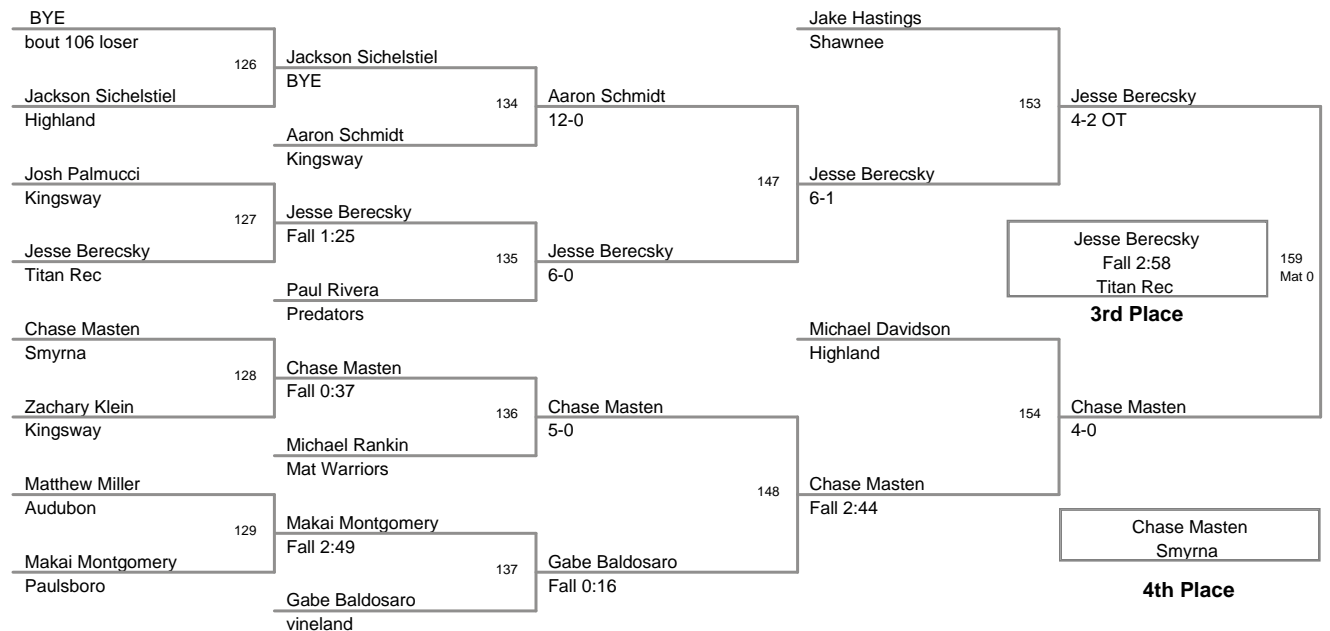 BYE
bout 106 loser
126
Jackson Sichelstiel
Highland
Josh Palmucci
Kingsway
127
Jesse Berecsky
Titan Rec
Chase Masten
Smyrna
128
Zachary Klein
Kingsway
Matthew Miller
Audubon
129
Makai Montgomery
Paulsboro
Jackson Sichelstiel
BYE
134
Aaron Schmidt
Kingsway
Jesse Berecsky
Fall 1:25
135
Paul Rivera
Predators
Chase Masten
Fall 0:37
136
Michael Rankin
Mat Warriors
Makai Montgomery
Fall 2:49
137
Gabe Baldosaro
vineland
Aaron Schmidt
12-0
147
Jesse Berecsky
6-0
Chase Masten
5-0
148
Gabe Baldosaro
Fall 0:16
Jake Hastings
Shawnee
153
Jesse Berecsky
6-1
Michael Davidson
Highland
154
Chase Masten
Fall 2:44
Jesse Berecsky
4-2 OT
Jesse Berecsky
Fall 2:58
Titan Rec
159
Mat 0
3rd Place
Chase Masten
4-0
Chase Masten
Smyrna
4th Place